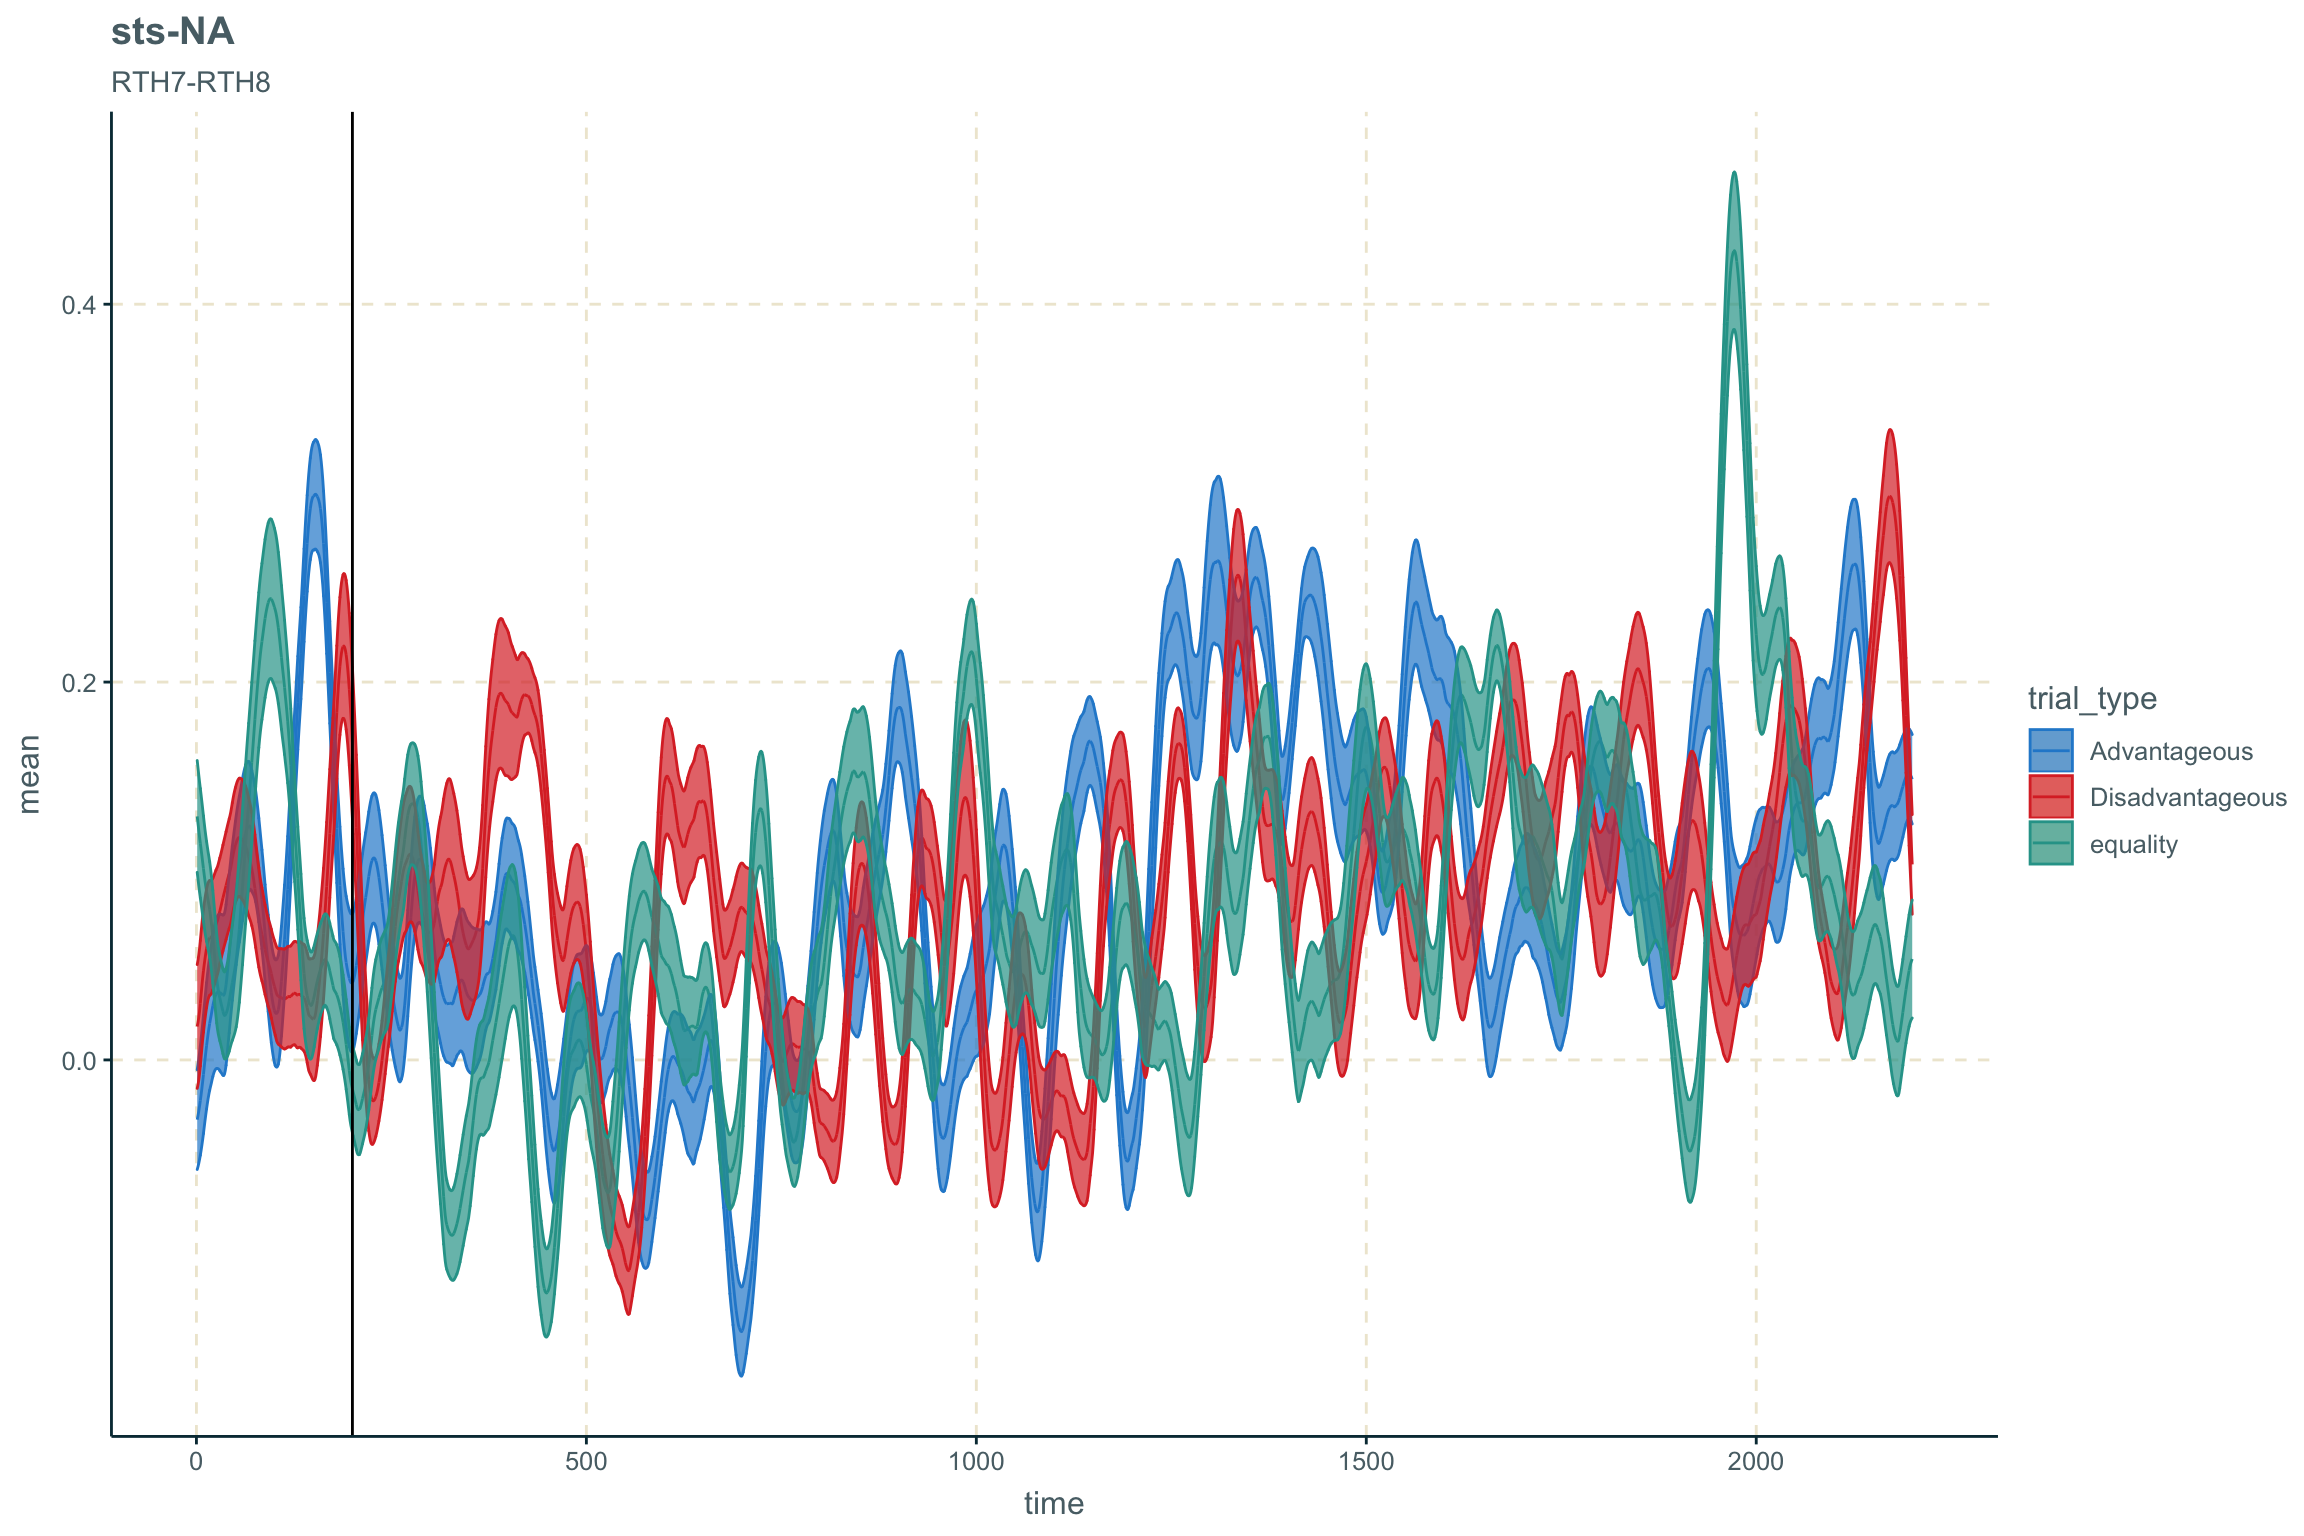 sts-NA
RTH7-RTH8
mean
0.4
0.2
0.0
0
500
1000
1500
2000
time
trial_type
Advantageous
Disadvantageous
equality